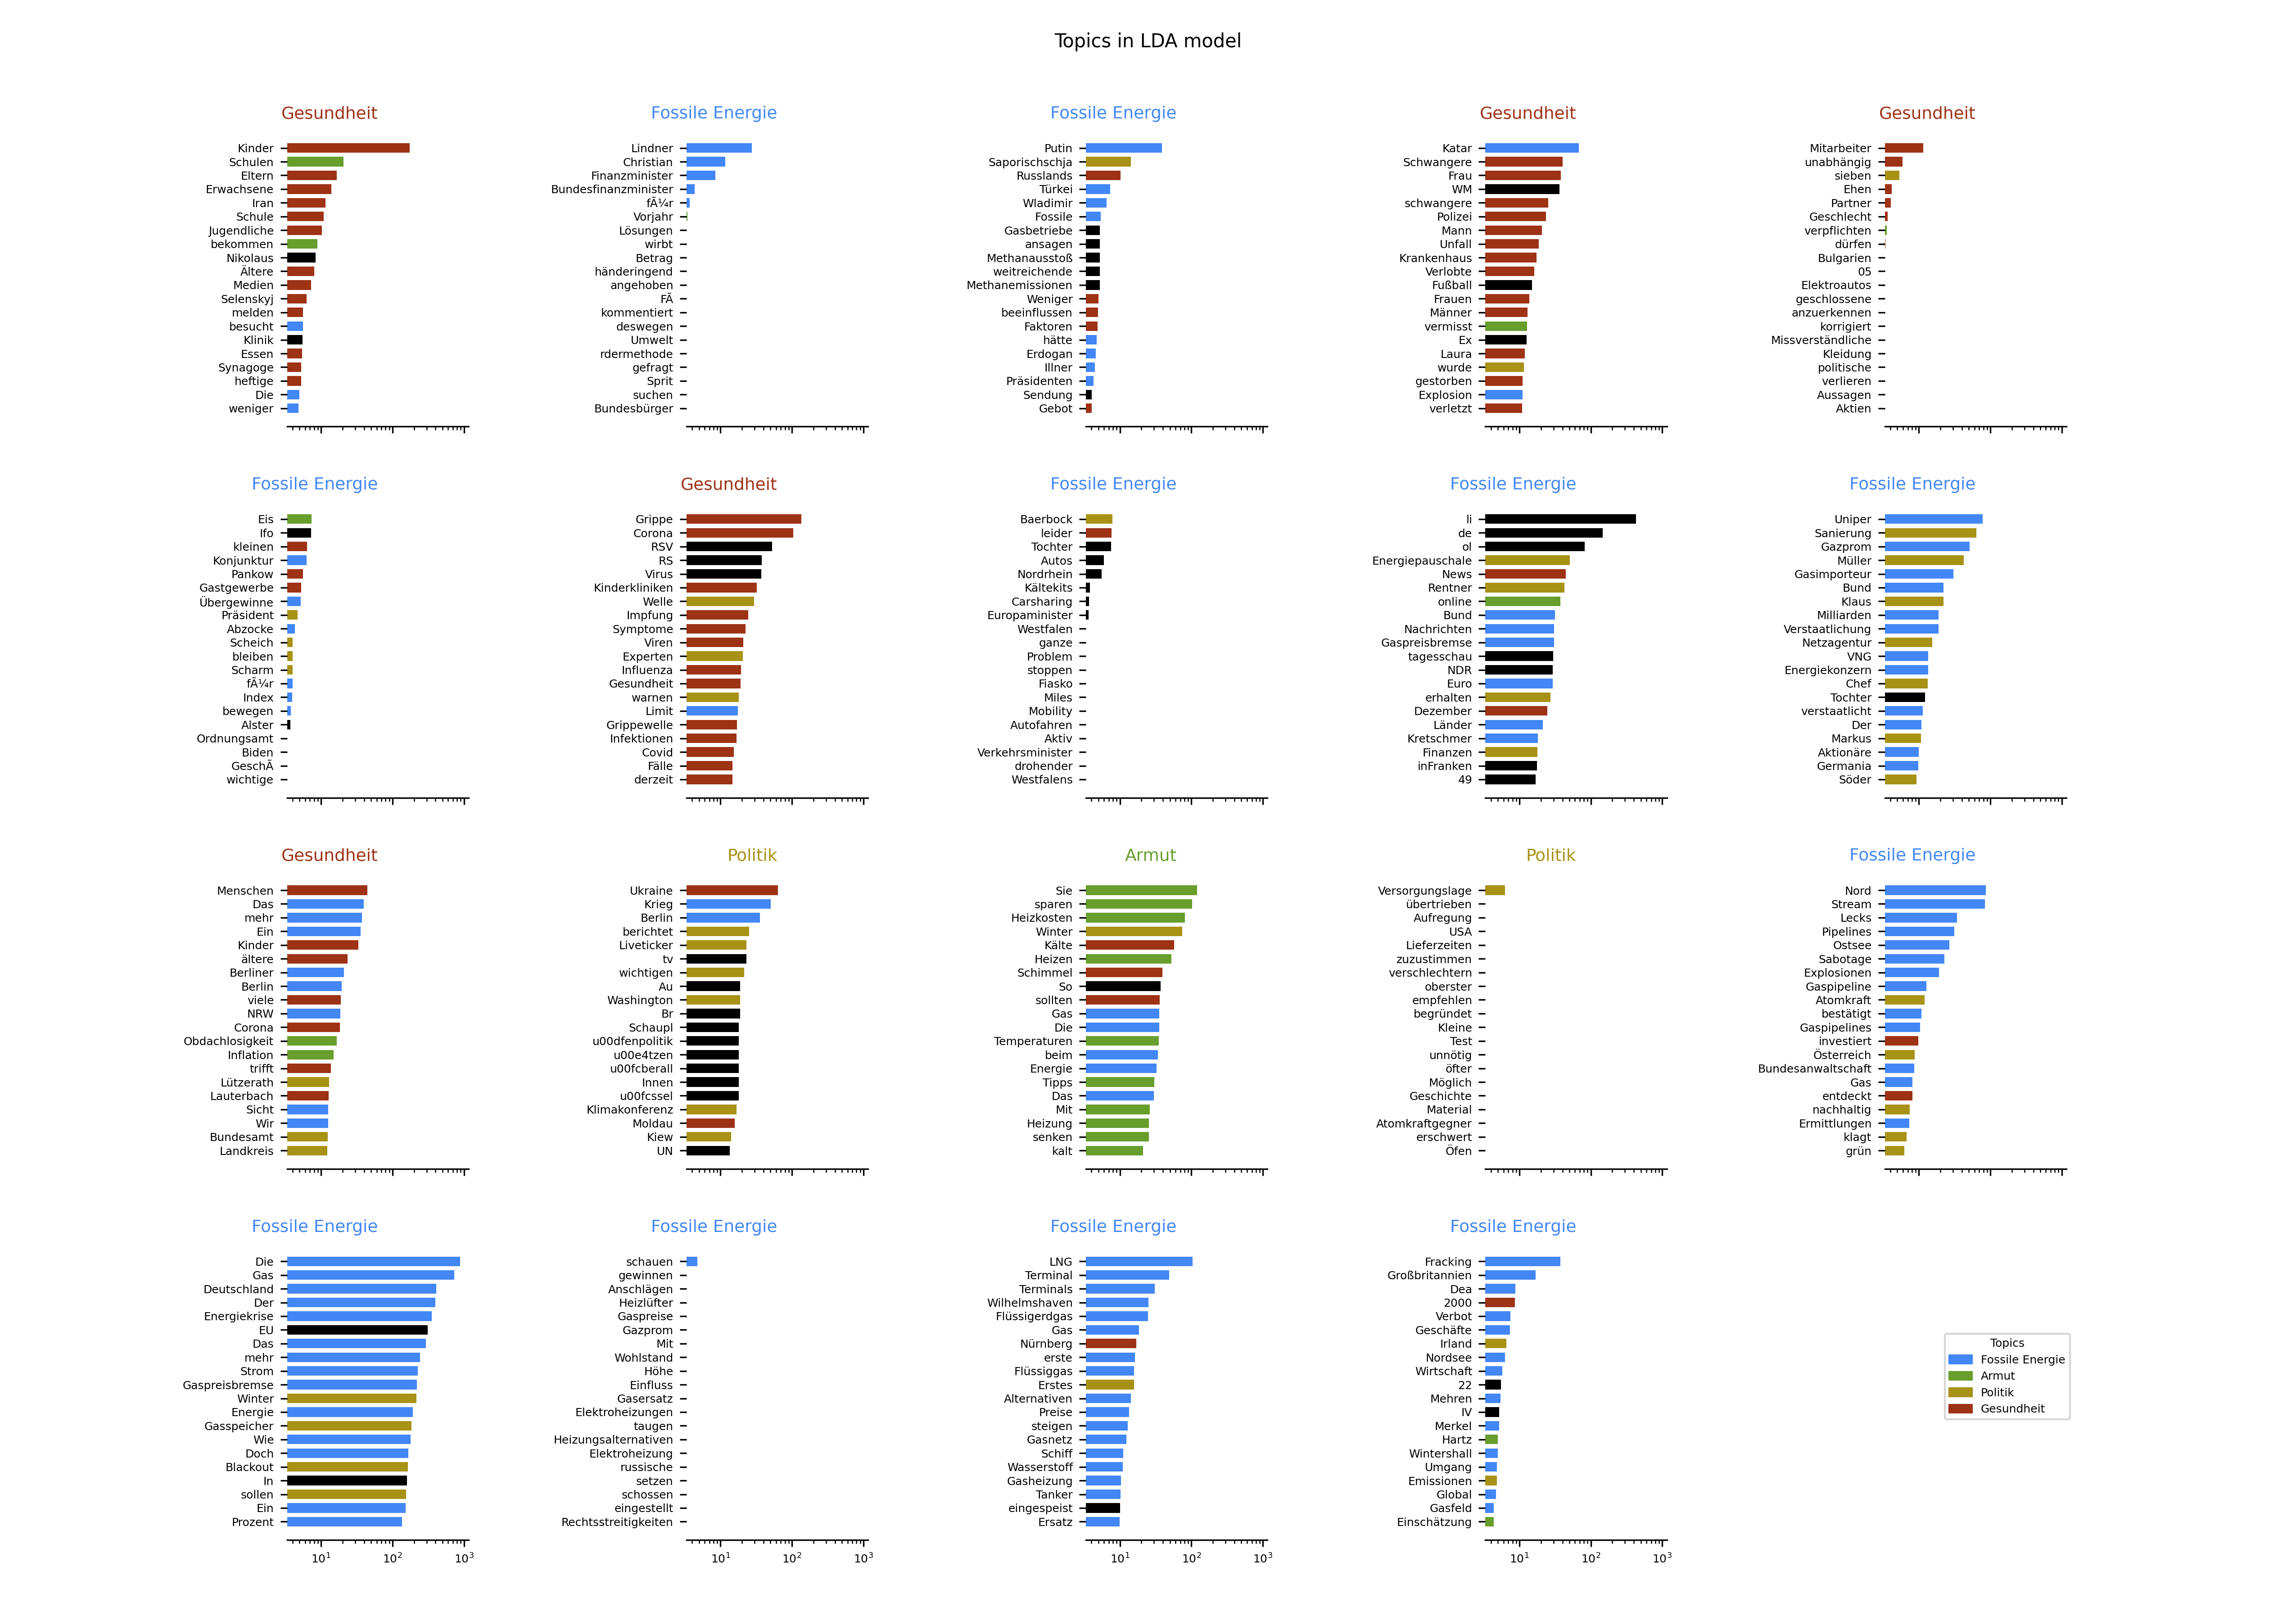 Topics in LDA model
Gesundheit
Kinder
Schulen
Eltern
Erwachsene
Iran
Schule
Jugendliche
bekommen
Nikolaus
Ältere
Medien
Selenskyj
melden
besucht
Klinik
Essen
Synagoge
heftige
Die
weniger
Fossile Energie
Lindner
Christian
Finanzminister
Bundesfinanzminister
fÃ¼r
Vorjahr
Lösungen
wirbt
Betrag
händeringend
angehoben
FÃ
kommentiert
deswegen
Umwelt
rdermethode
gefragt
Sprit
suchen
Bundesbürger
Fossile Energie
Putin
Saporischschja
Russlands
Türkei
Wladimir
Fossile
Gasbetriebe
ansagen
Methanausstoß
weitreichende
Methanemissionen
Weniger
beeinflussen
Faktoren
hätte
Erdogan
Illner
Präsidenten
Sendung
Gebot
Gesundheit
Katar
Schwangere
Frau
WM
schwangere
Polizei
Mann
Unfall
Krankenhaus
Verlobte
Fußball
Frauen
Männer
vermisst
Ex
Laura
wurde
gestorben
Explosion
verletzt
Gesundheit
Mitarbeiter
unabhängig
sieben
Ehen
Partner
Geschlecht
verpflichten
dürfen
Bulgarien
05
Elektroautos
geschlossene
anzuerkennen
korrigiert
Missverständliche
Kleidung
politische
verlieren
Aussagen
Aktien
Fossile Energie
Eis
Ifo
kleinen
Konjunktur
Pankow
Gastgewerbe
Übergewinne
Präsident
Abzocke
Scheich
bleiben
Scharm
fÃ¼r
Index
bewegen
Alster
Ordnungsamt
Biden
GeschÃ
wichtige
Gesundheit
Grippe
Corona
RSV
RS
Virus
Kinderkliniken
Welle
Impfung
Symptome
Viren
Experten
Influenza
Gesundheit
warnen
Limit
Grippewelle
Infektionen
Covid
Fälle
derzeit
Fossile Energie
Baerbock
leider
Tochter
Autos
Nordrhein
Kältekits
Carsharing
Europaminister
Westfalen
ganze
Problem
stoppen
Fiasko
Miles
Mobility
Autofahren
Aktiv
Verkehrsminister
drohender
Westfalens
Fossile Energie
li
de
ol
Energiepauschale
News
Rentner
online
Bund
Nachrichten
Gaspreisbremse
tagesschau
NDR
Euro
erhalten
Dezember
Länder
Kretschmer
Finanzen
inFranken
49
Fossile Energie
Uniper
Sanierung
Gazprom
Müller
Gasimporteur
Bund
Klaus
Milliarden
Verstaatlichung
Netzagentur
VNG
Energiekonzern
Chef
Tochter
verstaatlicht
Der
Markus
Aktionäre
Germania
Söder
Gesundheit
Menschen
Das
mehr
Ein
Kinder
ältere
Berliner
Berlin
viele
NRW
Corona
Obdachlosigkeit
Inflation
trifft
Lützerath
Lauterbach
Sicht
Wir
Bundesamt
Landkreis
Politik
Ukraine
Krieg
Berlin
berichtet
Liveticker
tv
wichtigen
Au
Washington
Br
Schaupl
u00dfenpolitik
u00e4tzen
u00fcberall
Innen
u00fcssel
Klimakonferenz
Moldau
Kiew
UN
Armut
Sie
sparen
Heizkosten
Winter
Kälte
Heizen
Schimmel
So
sollten
Gas
Die
Temperaturen
beim
Energie
Tipps
Das
Mit
Heizung
senken
kalt
Politik
Versorgungslage
übertrieben
Aufregung
USA
Lieferzeiten
zuzustimmen
verschlechtern
oberster
empfehlen
begründet
Kleine
Test
unnötig
öfter
Möglich
Geschichte
Material
Atomkraftgegner
erschwert
Öfen
Fossile Energie
Nord
Stream
Lecks
Pipelines
Ostsee
Sabotage
Explosionen
Gaspipeline
Atomkraft
bestätigt
Gaspipelines
investiert
Österreich
Bundesanwaltschaft
Gas
entdeckt
nachhaltig
Ermittlungen
klagt
grün
Fossile Energie
Die
Gas
Deutschland
Der
Energiekrise
EU
Das
mehr
Strom
Gaspreisbremse
Winter
Energie
Gasspeicher
Wie
Doch
Blackout
In
sollen
Ein
Prozent
10¹ 10² 10³
Fossile Energie
schauen
gewinnen
Anschlägen
Heizlüfter
Gaspreise
Gazprom
Mit
Wohlstand
Höhe
Einfluss
Gasersatz
Elektroheizungen
taugen
Heizungsalternativen
Elektroheizung
russische
setzen
schossen
eingestellt
Rechtsstreitigkeiten
10¹ 10² 10³
Fossile Energie
LNG
Terminal
Terminals
Wilhelmshaven
Flüssigerdgas
Gas
Nürnberg
erste
Flüssiggas
Erstes
Alternativen
Preise
steigen
Gasnetz
Schiff
Wasserstoff
Gasheizung
Tanker
eingespeist
Ersatz
10¹ 10² 10³
Fossile Energie
Fracking
Großbritannien
Dea
2000
Verbot
Geschäfte
Irland
Nordsee
Wirtschaft
22
Mehren
IV
Merkel
Hartz
Wintershall
Umgang
Emissionen
Global
Gasfeld
Einschätzung
10¹ 10² 10³
Topics
Fossile Energie
Armut
Politik
Gesundheit